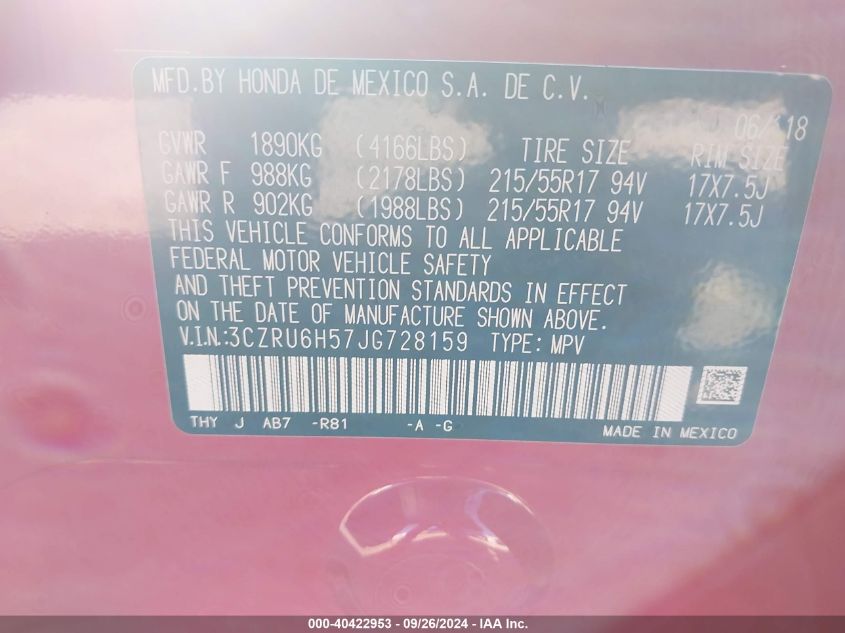 MFD.BY HONDA DE MEXICO S.A. DE C.V.
06/18
GVWR 1890KG (4166LBS) TIRE SIZE RIM SIZE
GAWR F 988KG (2178LBS) 215/55R17 94V 17X7.5J
GAWR R 902KG (1988LBS) 215/55R17 94V 17X7.5J
THIS VEHICLE CONFORMS TO ALL APPLICABLE
FEDERAL MOTOR VEHICLE SAFETY
AND THEFT PREVENTION STANDARDS IN EFFECT
ON THE DATE OF MANUFACTURE SHOWN ABOVE.
V.I.N.:3CZRU6H57JG728159 TYPE: MPV
THY J AB7 -R81 -A -G MADE IN MEXICO
000-40422953 - 09/26/2024 - IAA Inc.